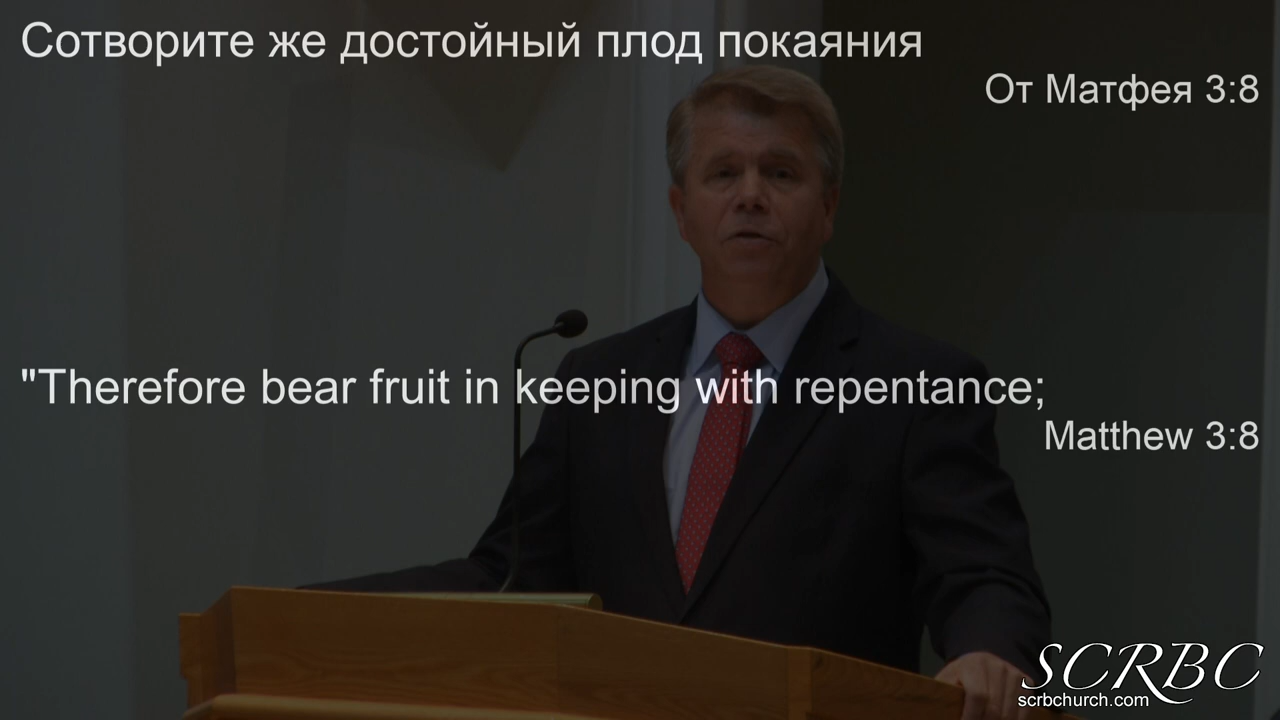 Сотворите же достойный плод покаяния
От Матфея 3:8
"Therefore bear fruit in keeping with repentance;
Matthew 3:8
SCRBC
scrbchurch.com